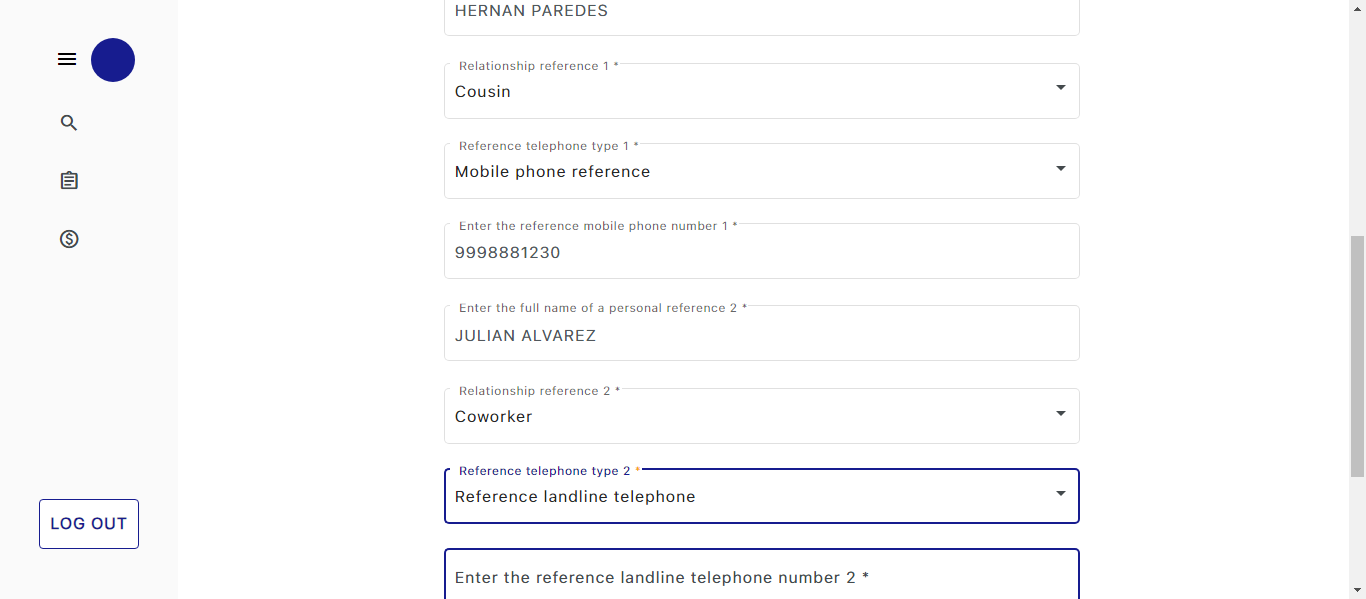 HERNAN PAREDES
Relationship reference 1 *
Cousin
Reference telephone type 1 *
Mobile phone reference
Enter the reference mobile phone number 1 *
9998881230
Enter the full name of a personal reference 2 *
JULIAN ALVAREZ
Relationship reference 2 *
Coworker
Reference telephone type 2 *
Reference landline telephone
Enter the reference landline telephone number 2 *
LOG OUT